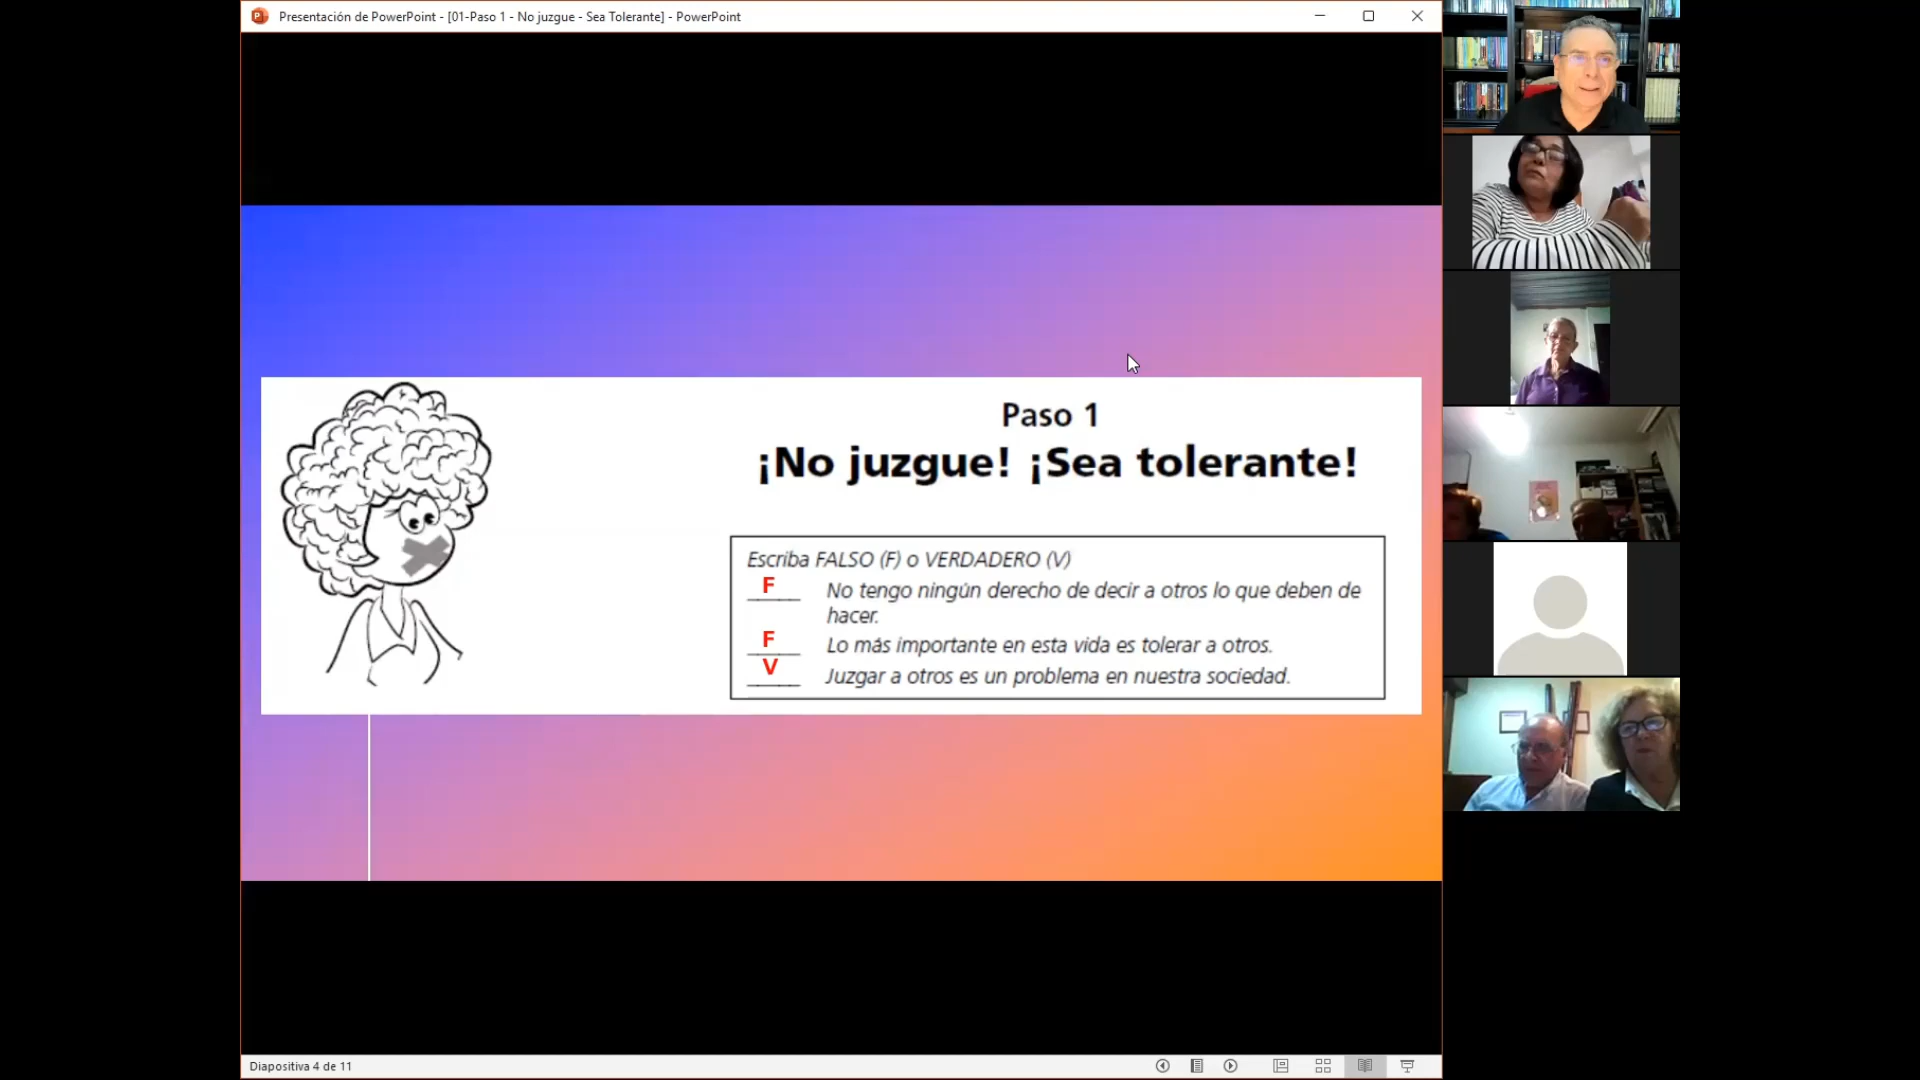 Presentación de PowerPoint - [01-Paso 1 - No juzgue - Sea Tolerante] - PowerPoint
Paso 1
¡No juzgue! ¡Sea tolerante!
Escriba FALSO (F) o VERDADERO (V)
F No tengo ningún derecho de decir a otros lo que deben de
hacer.
F Lo más importante en esta vida es tolerar a otros.
V Juzgar a otros es un problema en nuestra sociedad.
Diapositiva 4 de 11